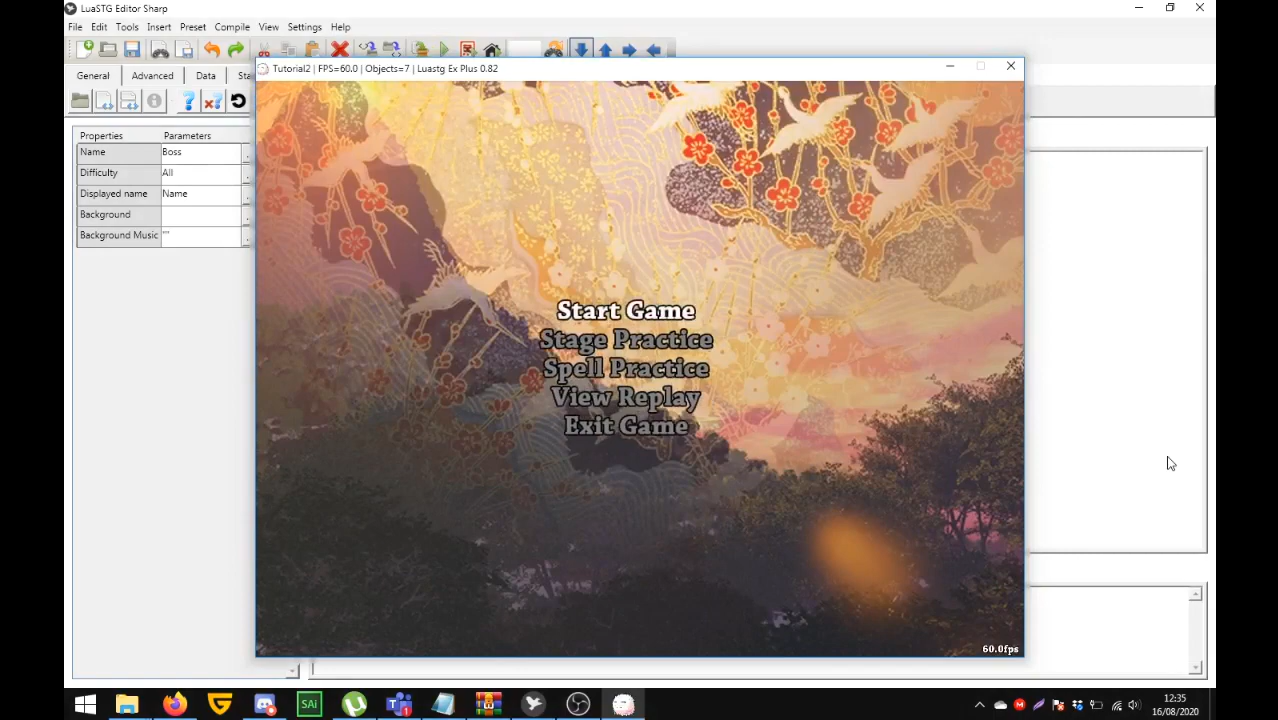 LuaSTG Editor Sharp
File Edit Tools Insert Preset Compile View Settings Help
Tutorial2 | FPS=60.0 | Objects=7 | Luastg Ex Plus 0.82
General Advanced Data Sta
Properties Parameters
Name Boss
Difficulty All
Displayed name Name
Background
Background Music ""
Start Game
Stage Practice
Spell Practice
View Replay
Exit Game
60.0fps
SAi
12:35
16/08/2020